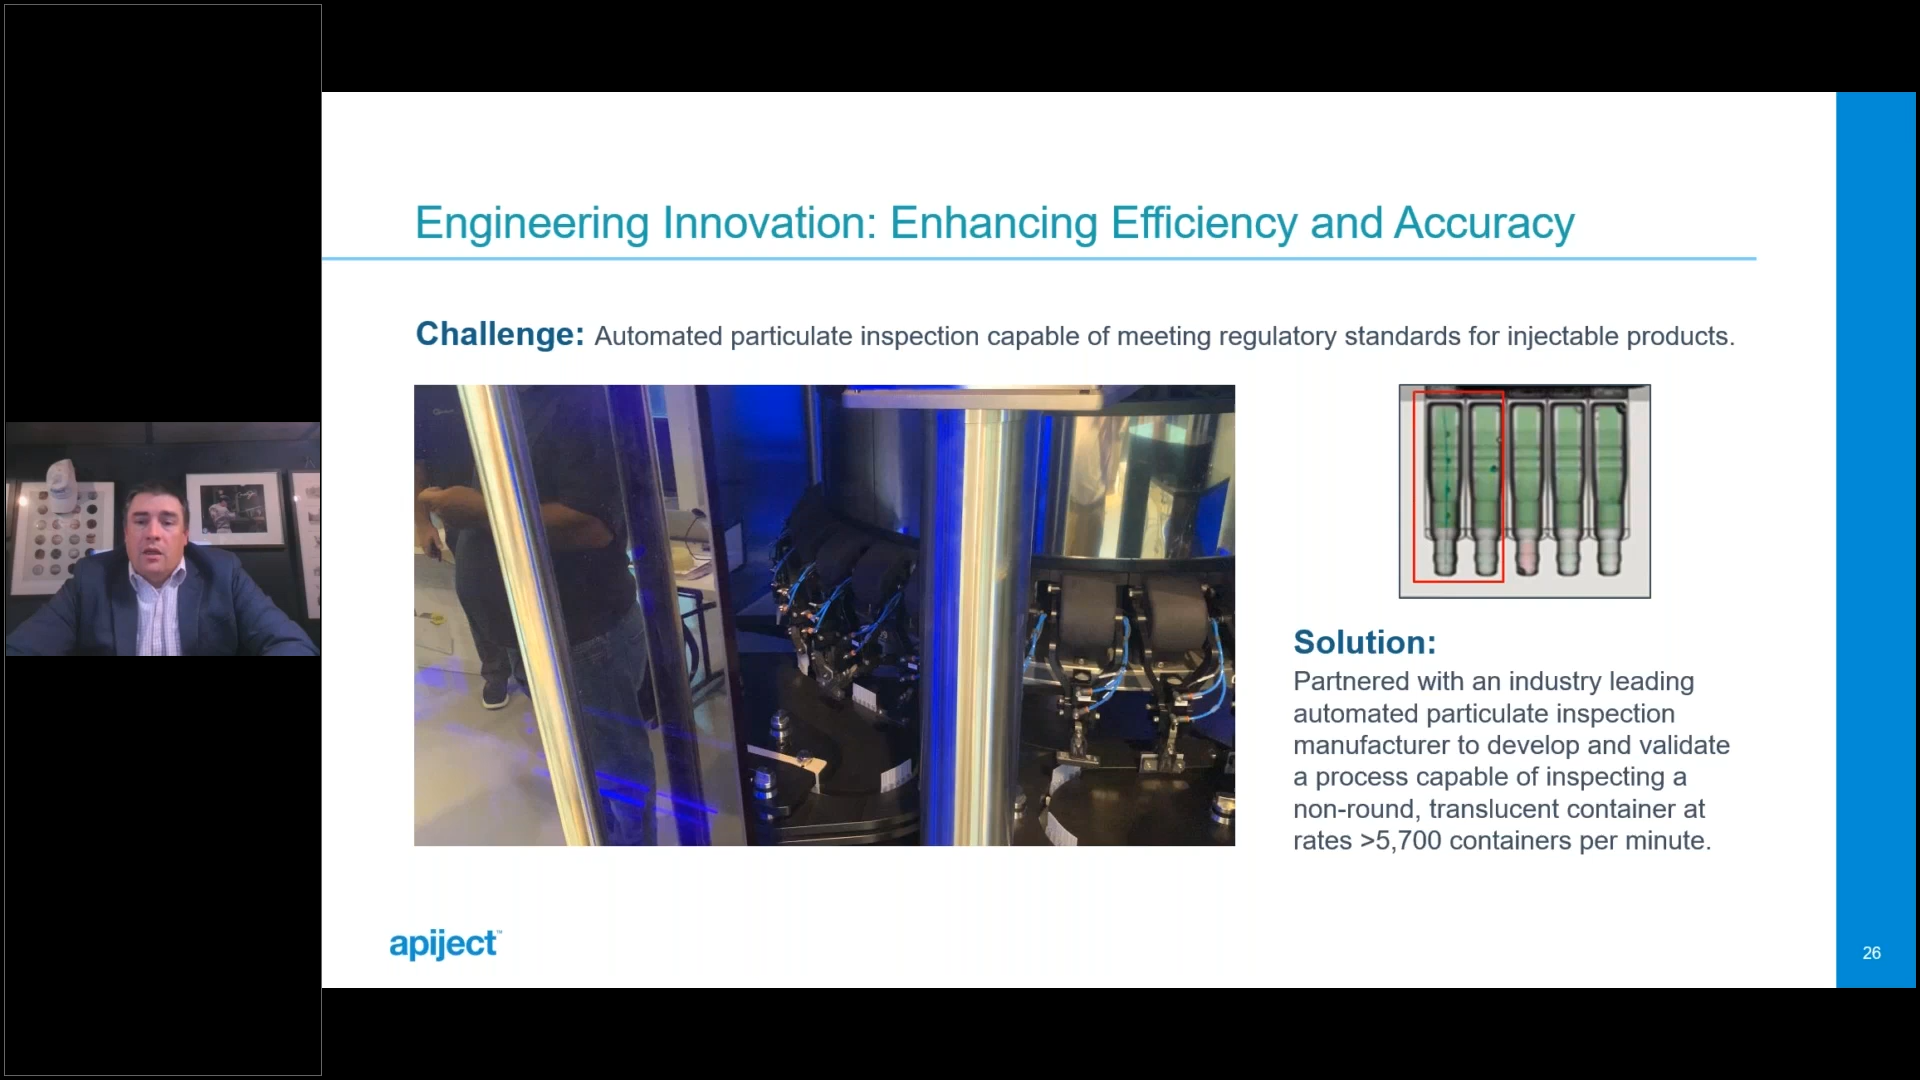 Engineering Innovation: Enhancing Efficiency and Accuracy
Challenge: Automated particulate inspection capable of meeting regulatory standards for injectable products.
Solution:
Partnered with an industry leading
automated particulate inspection
manufacturer to develop and validate
a process capable of inspecting a
non-round, translucent container at
rates >5,700 containers per minute.
apiject™
26